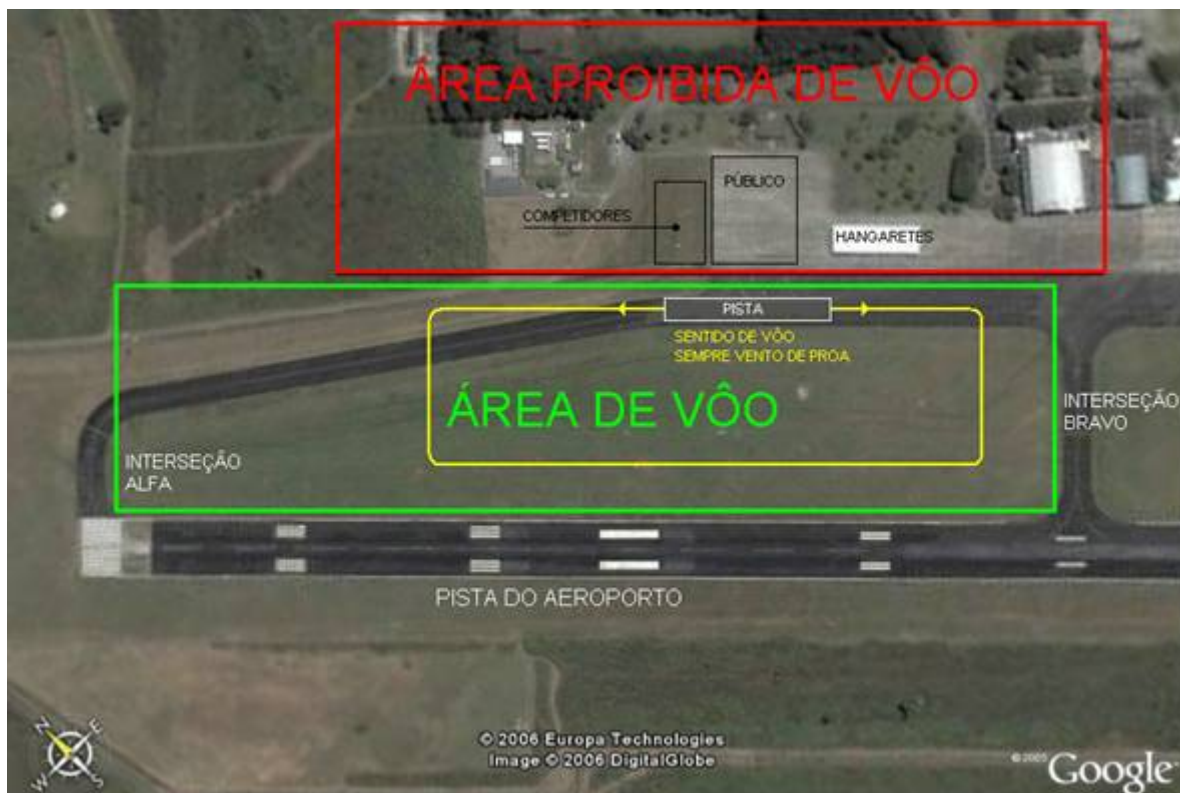 ÁREA PROIBIDA DE VÔO
PÚBLICO
COMPETIDORES
HANGARETES
PISTA
SENTIDO DE VÔO
SEMPRE VENTO DE PROA
ÁREA DE VÔO
INTERSEÇÃO
BRAVO
INTERSEÇÃO
ALFA
PISTA DO AEROPORTO
N
E
W
S
© 2006 Europa Technologies
Image © 2006 DigitalGlobe
© 2005 Google